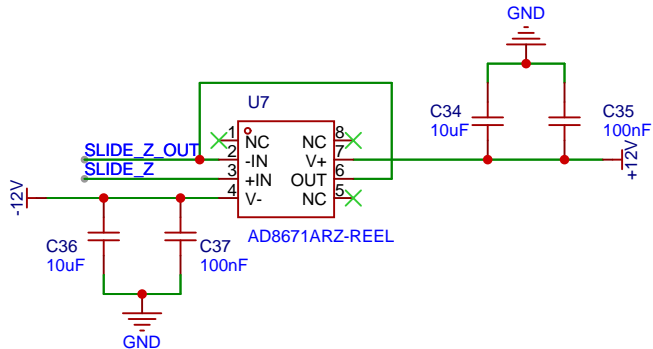 GND
U7
C34
10uF
C35
100nF
1 NC
NC 8
SLIDE_Z_OUT
2 -IN
V+ 7
SLIDE_Z
3 +IN
OUT 6
4 V-
NC 5
+12V
-12V
AD8671ARZ-REEL
C36
10uF
C37
100nF
GND